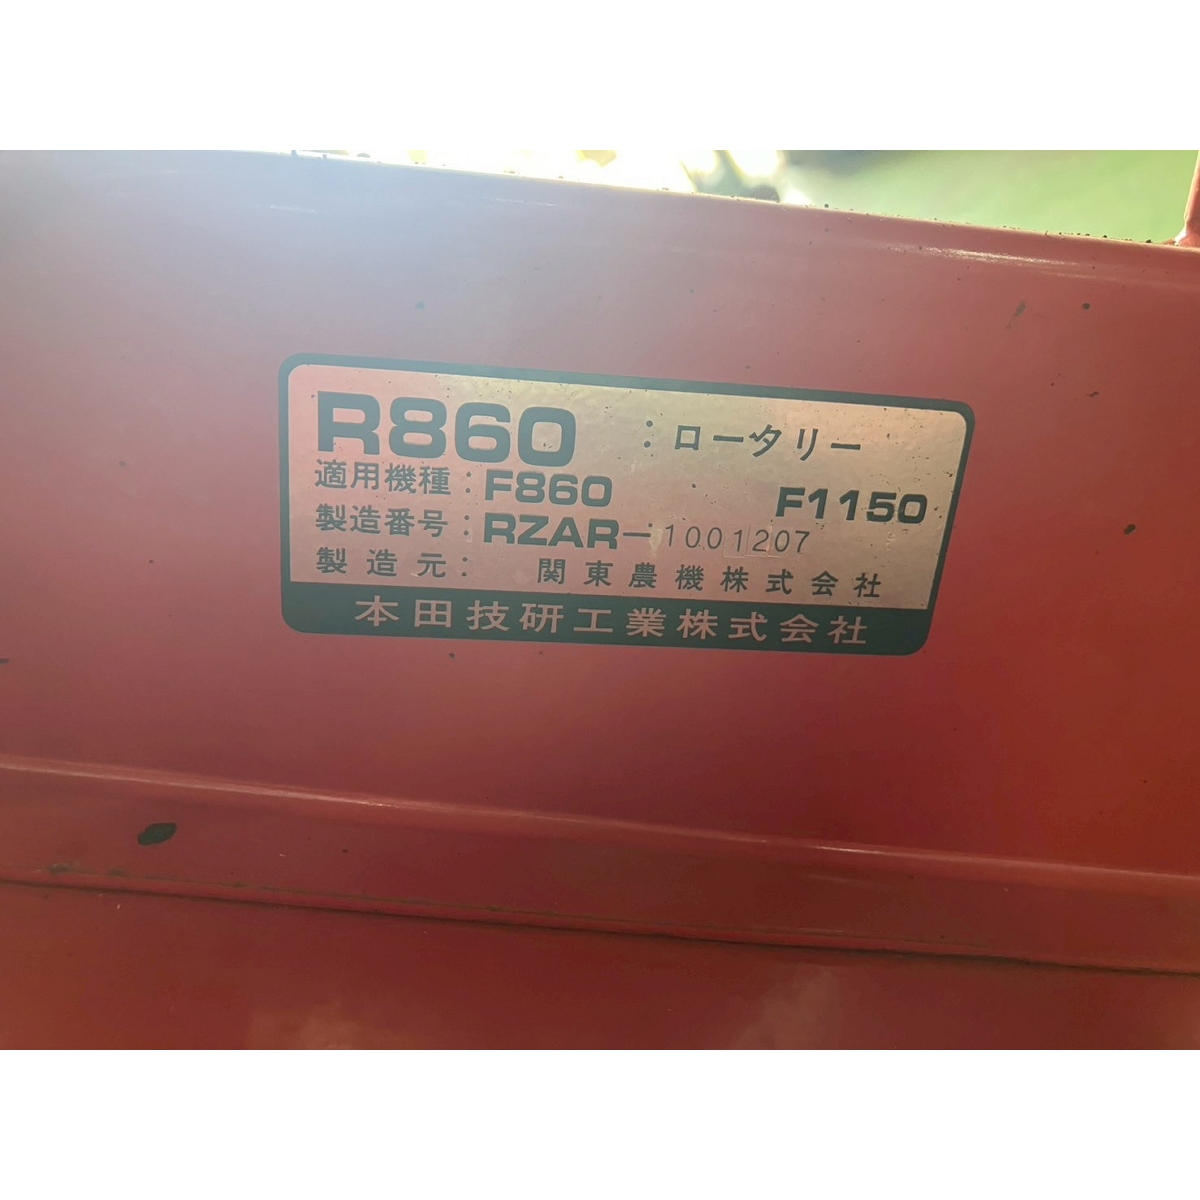 R860 : ロータリー
適用機種 : F860 F1150
製造番号 : RZAR-1001207
製造元 : 関東農機株式会社
本田技研工業株式会社